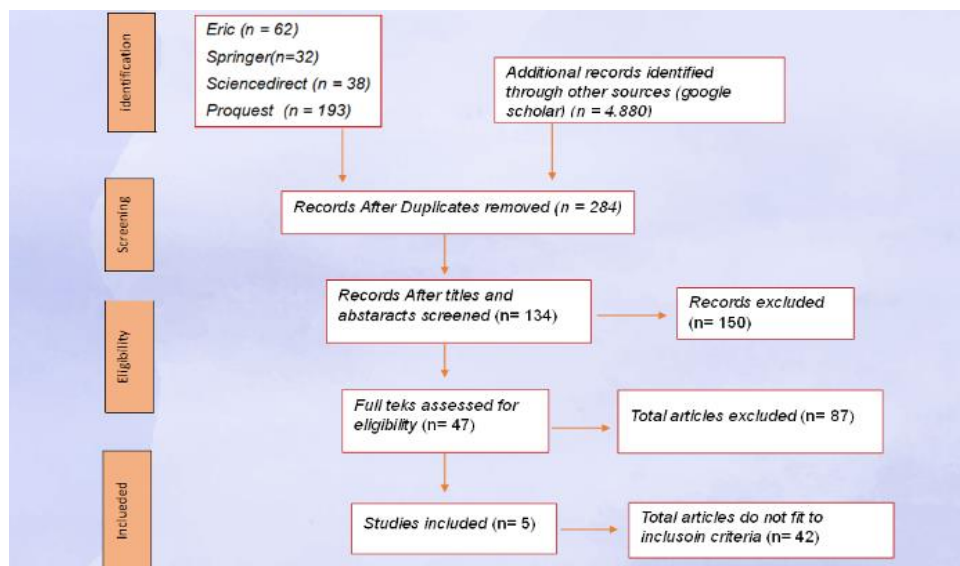 identification
Eric (n = 62)
Springer(n=32)
Sciencedirect (n = 38)
Proquest (n = 193)
Additional records identified
through other sources (google
scholar) (n = 4.880)
Screening
Records After Duplicates removed (n = 284)
Records After titles and
abstaracts screened (n= 134)
Records excluded
(n= 150)
Eligibility
Full teks assessed for
eligibility (n= 47)
Total articles excluded (n= 87)
Inclueded
Studies included (n= 5)
Total articles do not fit to
inclusoin criteria (n= 42)